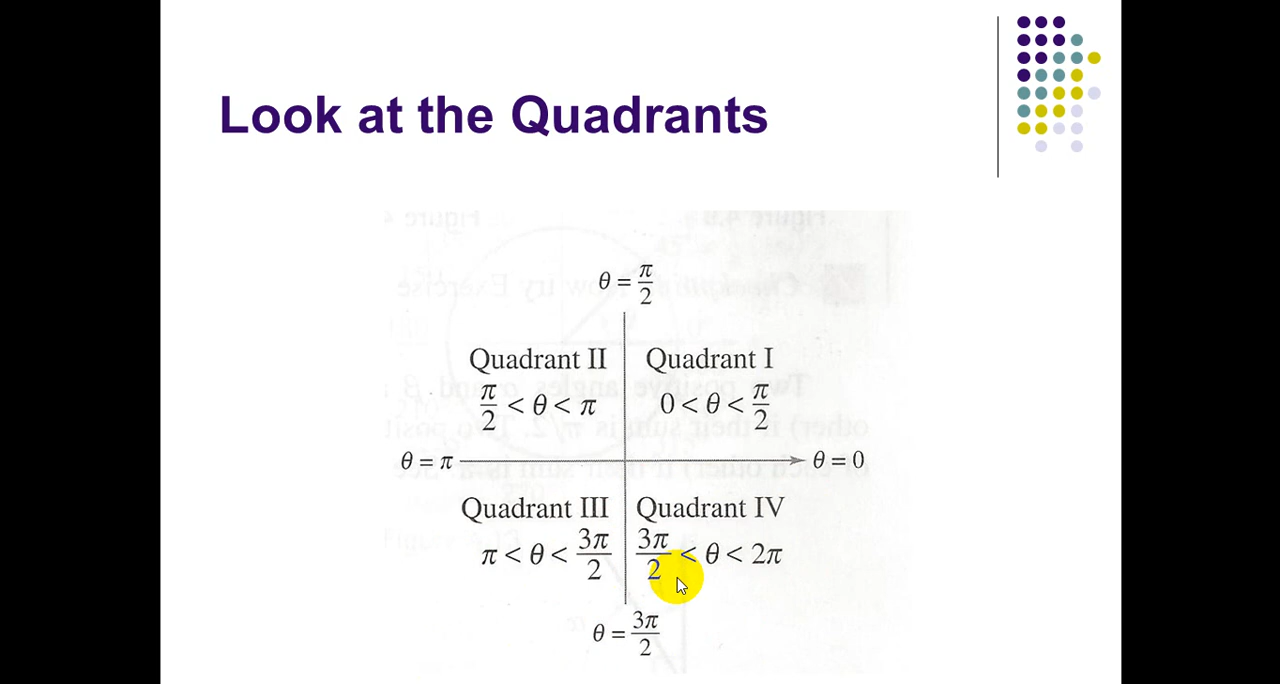 Look at the Quadrants
θ = π/2
Quadrant II
π/2 < θ < π
Quadrant I
0 < θ < π/2
θ = π
θ = 0
Quadrant III
π < θ < 3π/2
Quadrant IV
3π/2 < θ < 2π
θ = 3π/2